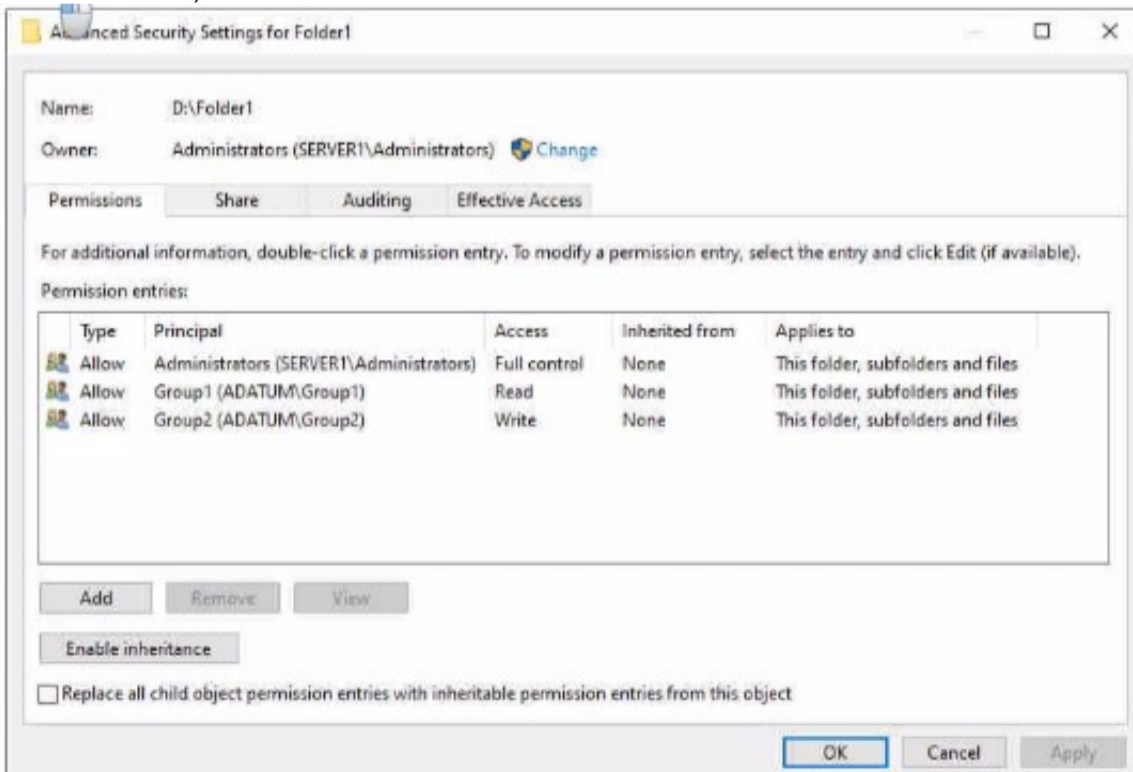 Advanced Security Settings for Folder1
Name: D:\Folder1
Owner: Administrators (SERVER1\Administrators) Change
Permissions Share Auditing Effective Access
For additional information, double-click a permission entry. To modify a permission entry, select the entry and click Edit (if available).
Permission entries:
Type Principal Access Inherited from Applies to
Allow Administrators (SERVER1\Administrators) Full control None This folder, subfolders and files
Allow Group1 (ADATUM\Group1) Read None This folder, subfolders and files
Allow Group2 (ADATUM\Group2) Write None This folder, subfolders and files
Add Remove View
Enable inheritance
Replace all child object permission entries with inheritable permission entries from this object
OK Cancel Apply